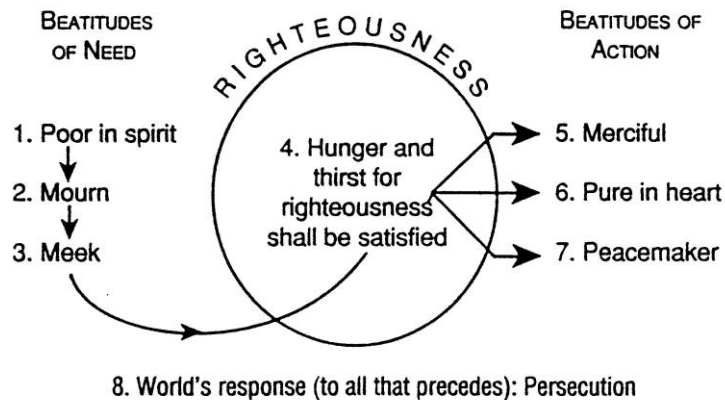 BEATITUDES
OF NEED
RIGHTEOUSNESS
BEATITUDES OF
ACTION
1. Poor in spirit
2. Mourn
3. Meek
4. Hunger and
thirst for
righteousness
shall be satisfied
5. Merciful
6. Pure in heart
7. Peacemaker
8. World's response (to all that precedes): Persecution